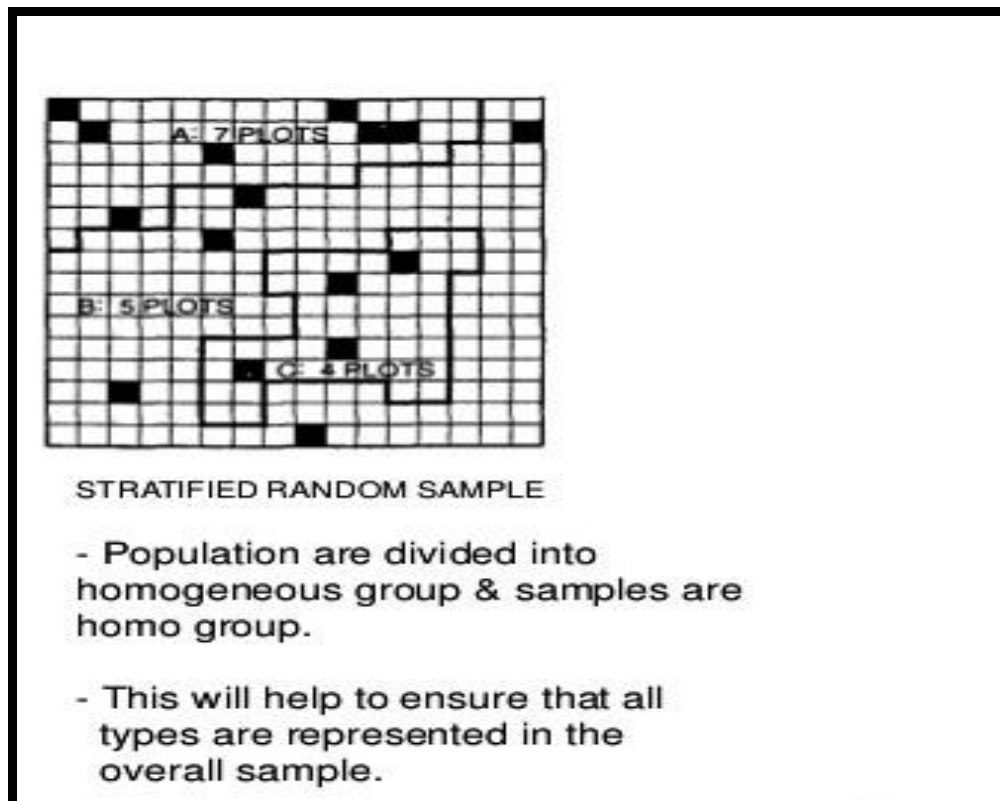 A: 7 PLOTS
B: 5 PLOTS
C: 4 PLOTS
STRATIFIED RANDOM SAMPLE
- Population are divided into
homogeneous group & samples are
homo group.
- This will help to ensure that all
types are represented in the
overall sample.